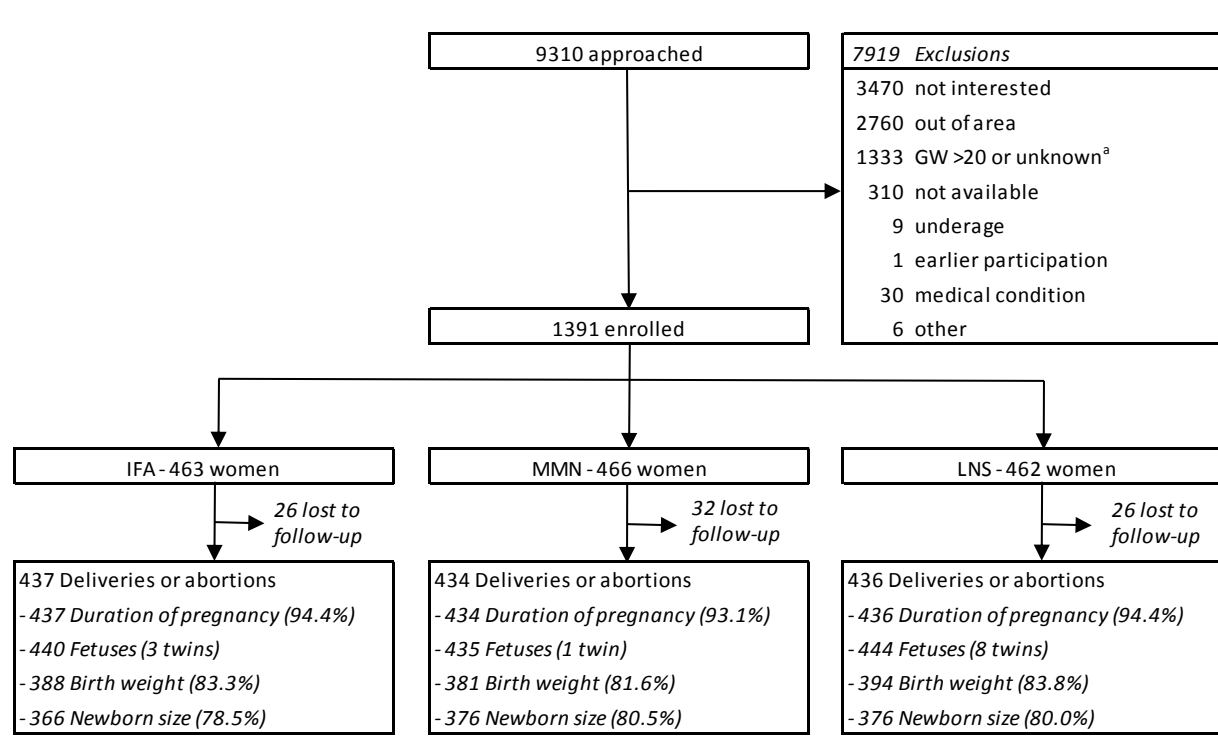 9310 approached
7919 Exclusions
3470 not interested
2760 out of area
1333 GW >20 or unknownᵃ
310 not available
9 underage
1 earlier participation
30 medical condition
6 other
1391 enrolled
IFA - 463 women
MMN - 466 women
LNS - 462 women
26 lost to
follow-up
32 lost to
follow-up
26 lost to
follow-up
437 Deliveries or abortions
- 437 Duration of pregnancy (94.4%)
- 440 Fetuses (3 twins)
- 388 Birth weight (83.3%)
- 366 Newborn size (78.5%)
434 Deliveries or abortions
- 434 Duration of pregnancy (93.1%)
- 435 Fetuses (1 twin)
- 381 Birth weight (81.6%)
- 376 Newborn size (80.5%)
436 Deliveries or abortions
- 436 Duration of pregnancy (94.4%)
- 444 Fetuses (8 twins)
- 394 Birth weight (83.8%)
- 376 Newborn size (80.0%)